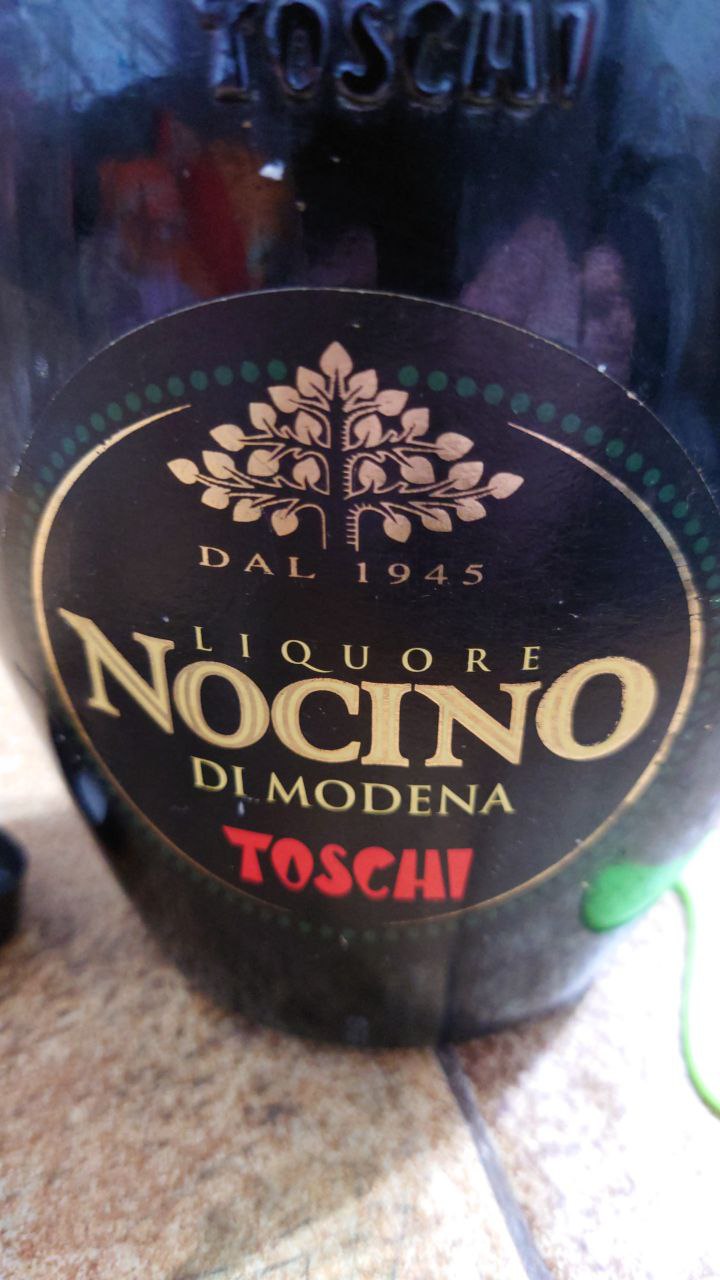 TOSCHI
DAL 1945
LIQUORE
NOCINO
DI MODENA
TOSCHI